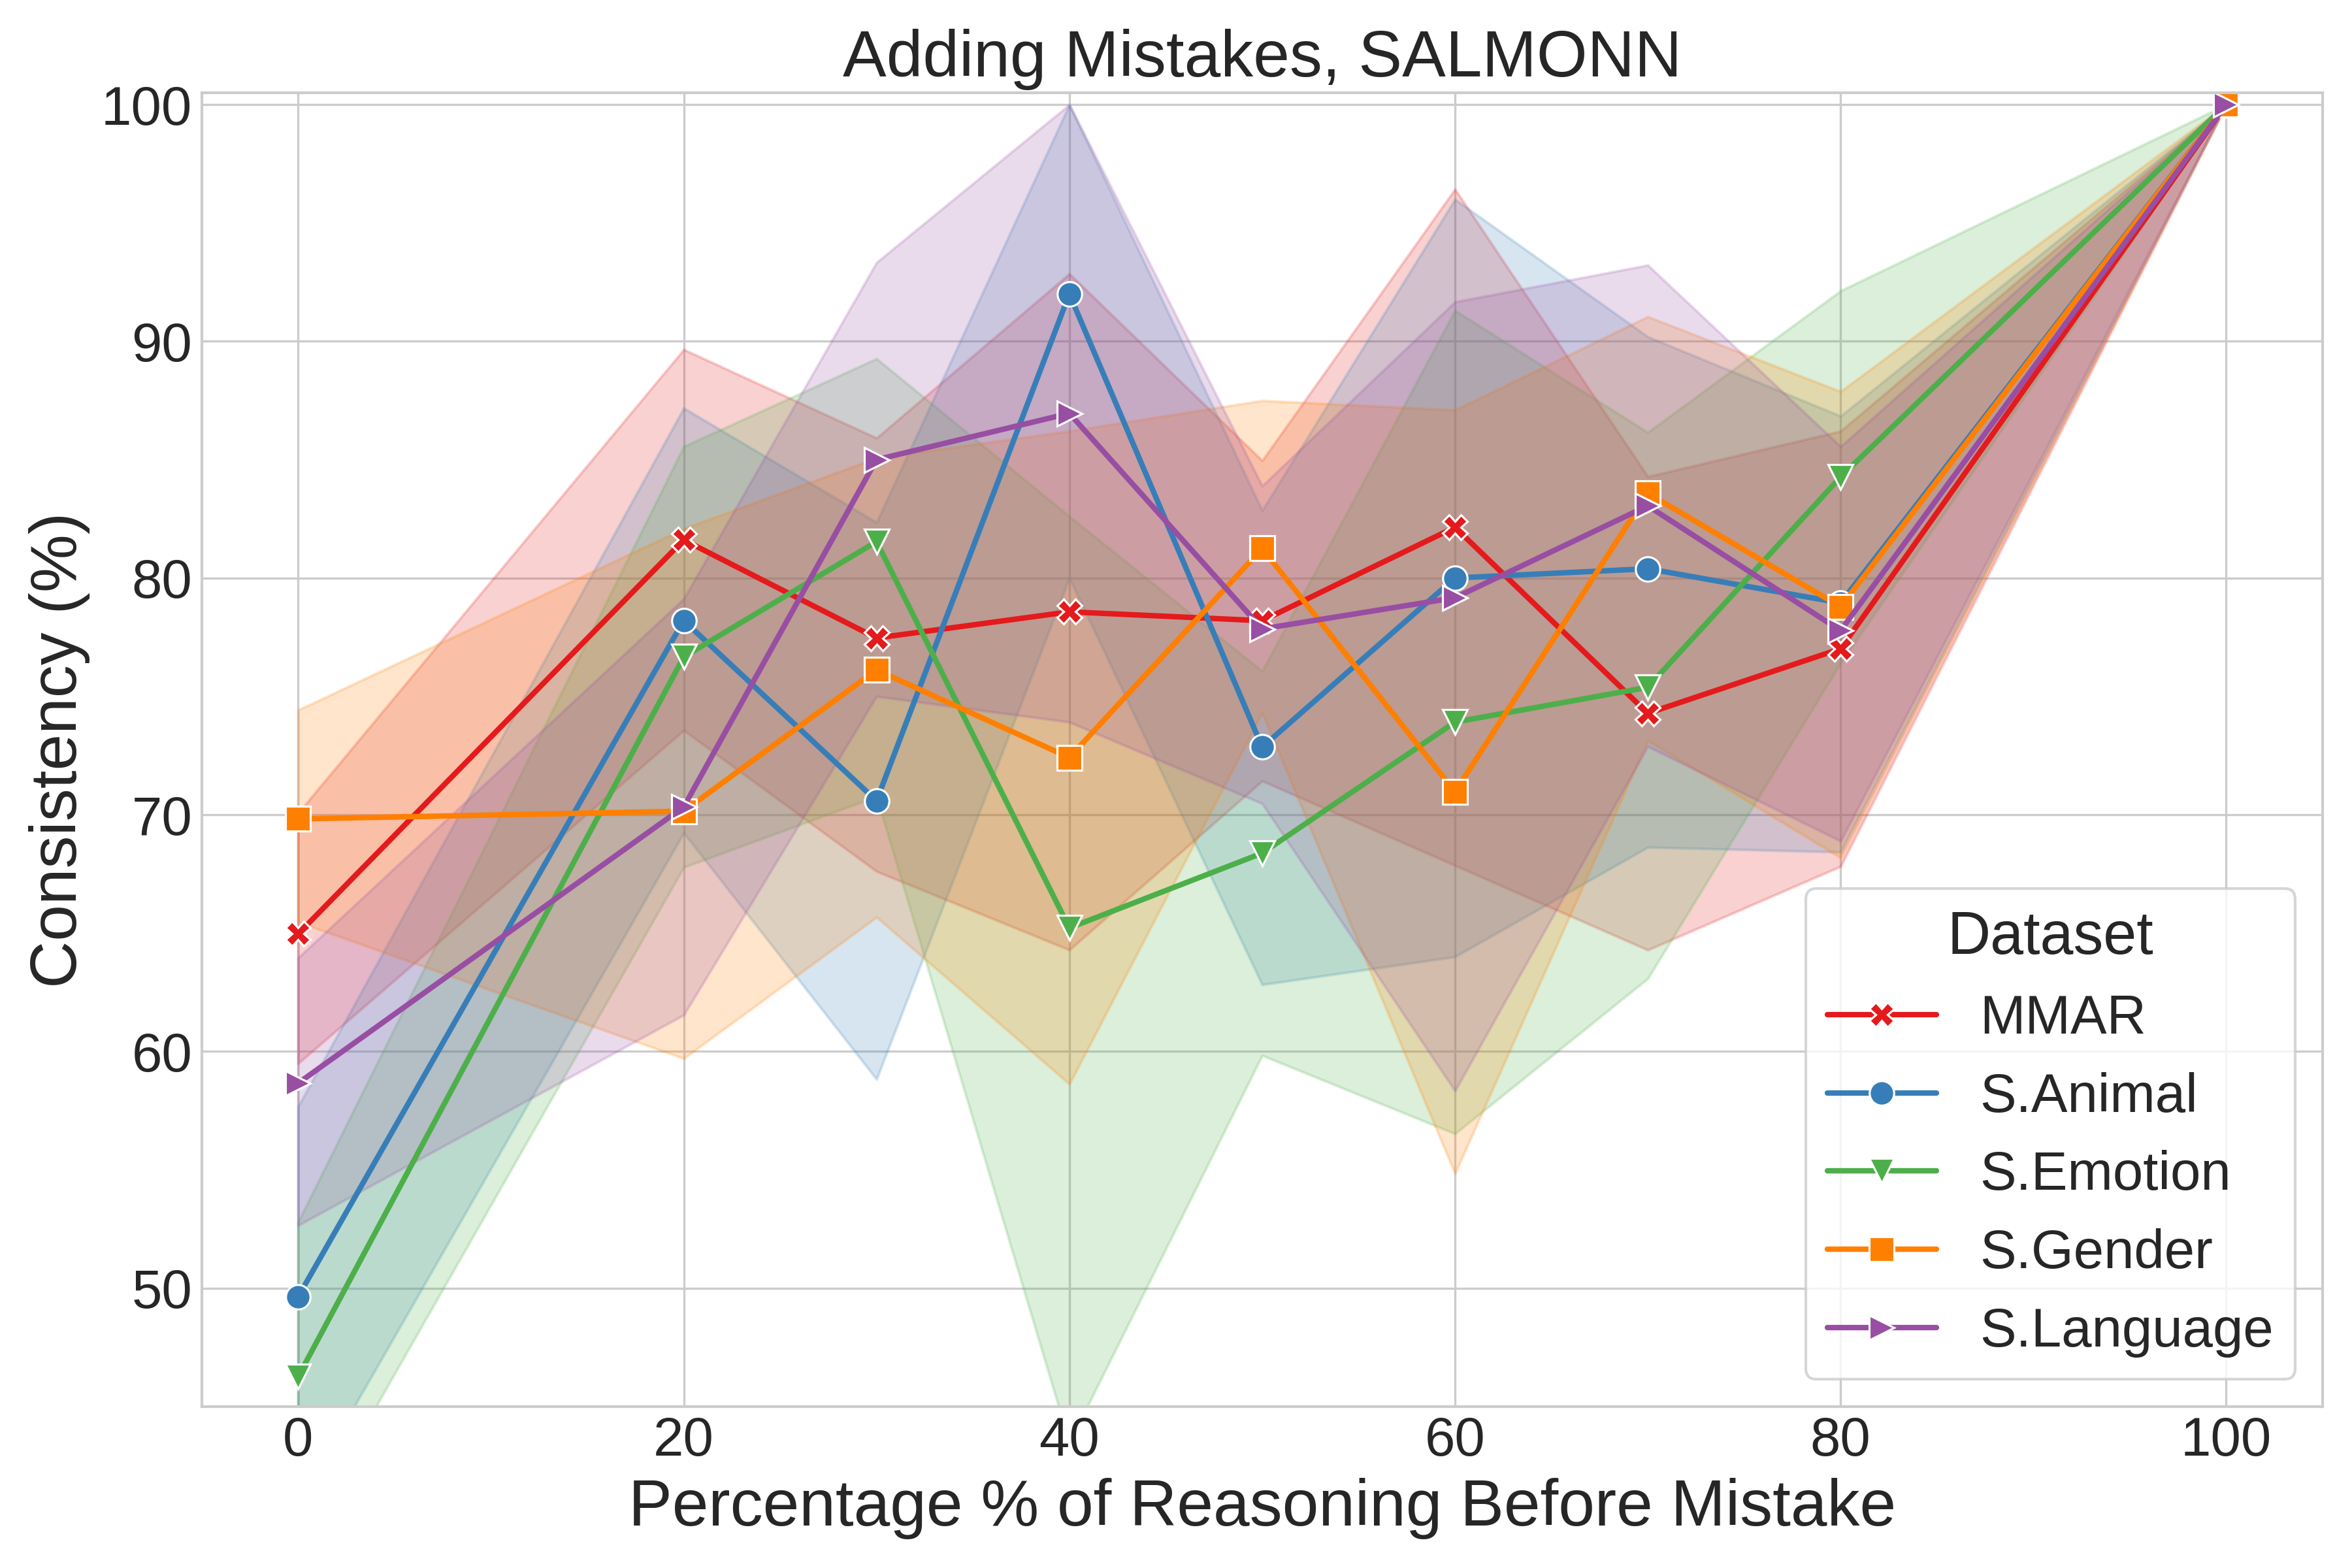 Adding Mistakes, SALMONN
100
90
80
70
60
50
Consistency (%)
0 20 40 60 80 100
Percentage % of Reasoning Before Mistake
Dataset
MMAR
S.Animal
S.Emotion
S.Gender
S.Language